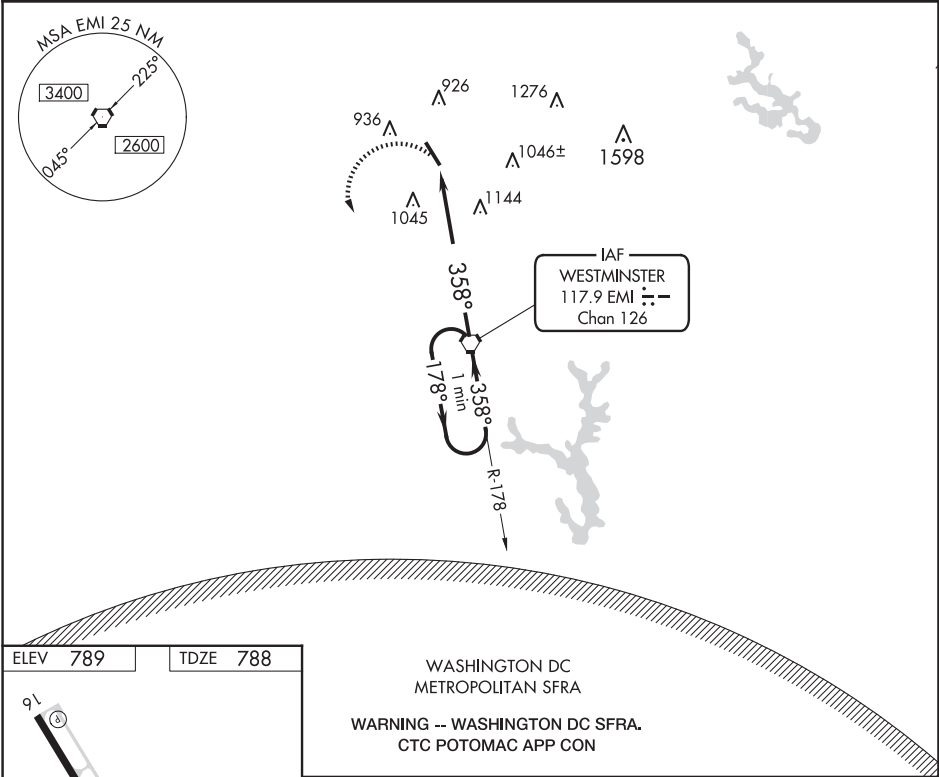 MSA EMI 25 NM
3400
225°
045°
2600
926
1276
936
1046±
1598
1045
1144
IAF
WESTMINSTER
117.9 EMI
Chan 126
358°
178°
1 min
358°
R-178
ELEV 789
TDZE 788
WASHINGTON DC
METROPOLITAN SFRA
WARNING -- WASHINGTON DC SFRA.
CTC POTOMAC APP CON
16
P